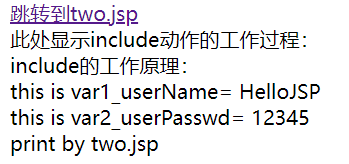 跳转到two.jsp
此处显示include动作的工作过程：
include的工作原理：
this is var1_userName= HelloJSP
this is var2_userPasswd= 12345
print by two.jsp